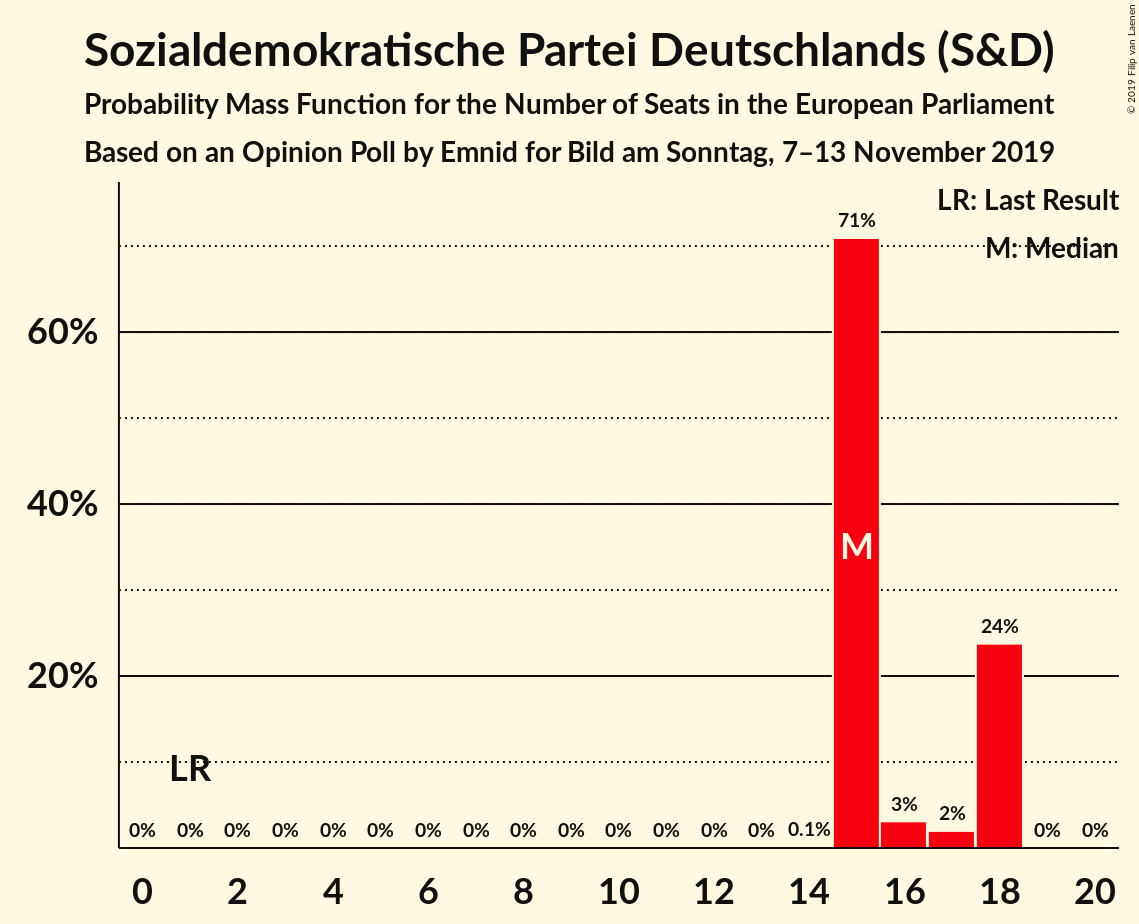 Sozialdemokratische Partei Deutschlands (S&D)
Probability Mass Function for the Number of Seats in the European Parliament
Based on an Opinion Poll by Emnid for Bild am Sonntag, 7–13 November 2019
© 2019 Filip van Laenen
LR: Last Result
M: Median
71%
60%
40%
M
24%
20%
LR
3%
2%
0% 0% 0% 0% 0% 0% 0% 0% 0% 0% 0% 0% 0% 0% 0.1% 0% 0%
0 2 4 6 8 10 12 14 16 18 20